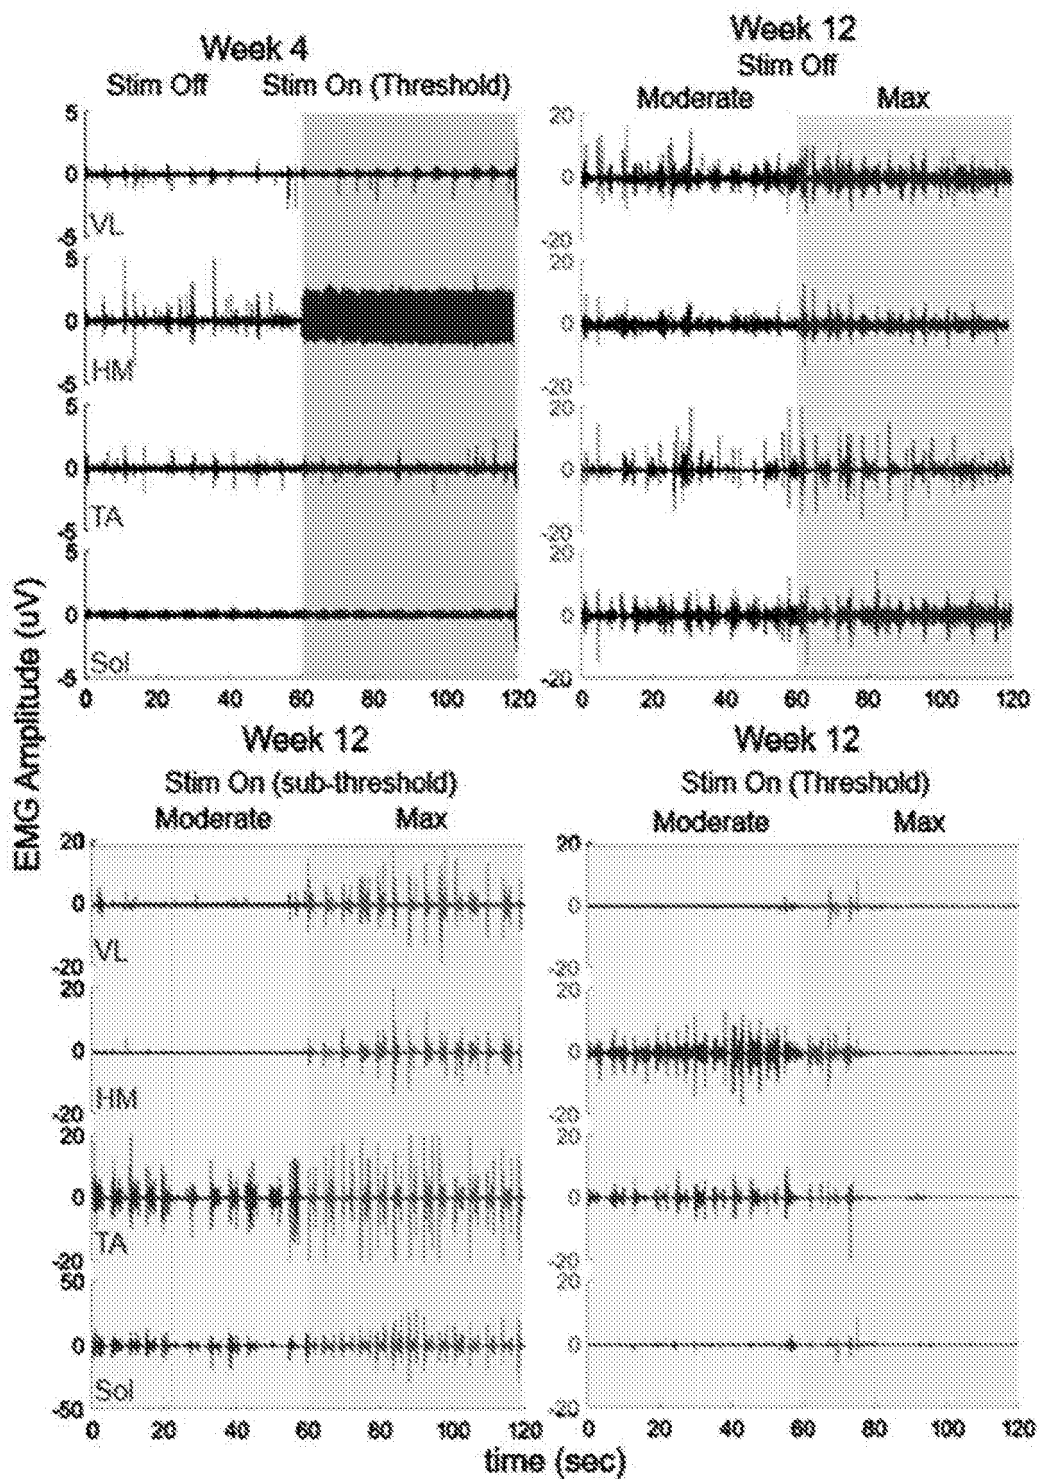 Week 4
Stim Off Stim On (Threshold)
5
0
-5
VL
5
0
-5
HM
5
0
-5
TA
5
0
-5
Sol
0 20 40 60 80 100 120
Week 12
Stim Off
Moderate Max
20
0
-20
20
0
-20
20
0
-20
20
0
-20
0 20 40 60 80 100 120
EMG Amplitude (uV)
Week 12
Stim On (sub-threshold)
Moderate Max
20
0
-20
VL
20
0
-20
HM
20
0
-20
TA
50
0
-50
Sol
0 20 40 60 80 100 120
Week 12
Stim On (Threshold)
Moderate Max
20
0
-20
20
0
-20
20
0
-20
20
0
-20
0 20 40 60 80 100 120
time (sec)